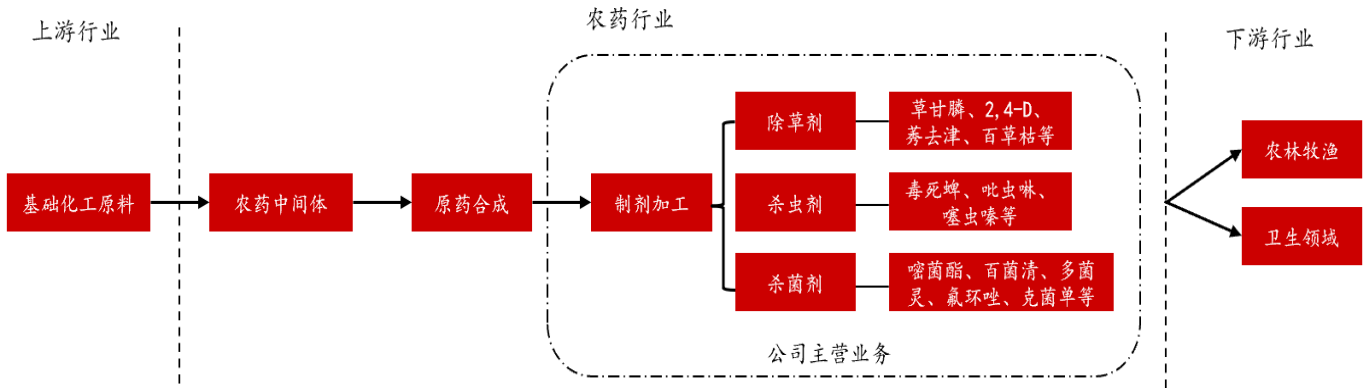 上游行业
农药行业
下游行业
基础化工原料
农药中间体
原药合成
制剂加工
除草剂
草甘膦、2,4-D、
莠去津、百草枯等
杀虫剂
毒死蜱、吡虫啉、
噻虫嗪等
杀菌剂
嘧菌酯、百菌清、多菌
灵、氟环唑、克菌单等
公司主营业务
农林牧渔
卫生领域